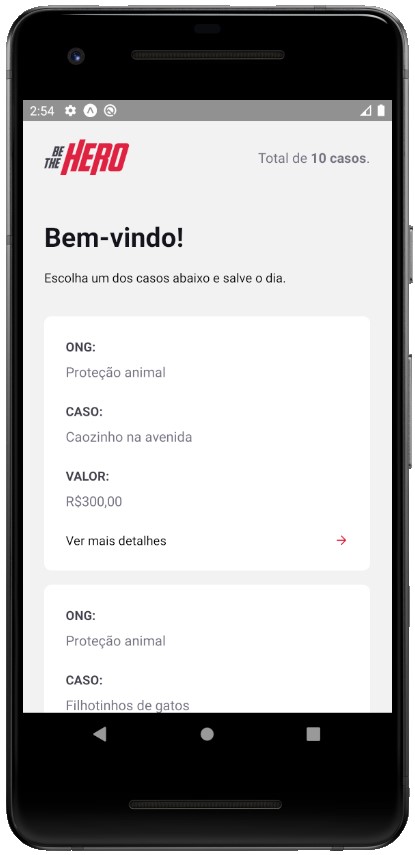 2:54
BE THE HERO
Total de 10 casos.
Bem-vindo!
Escolha um dos casos abaixo e salve o dia.
ONG:
Proteção animal
CASO:
Caozinho na avenida
VALOR:
R$300,00
Ver mais detalhes
ONG:
Proteção animal
CASO:
Filhotinhos de gatos